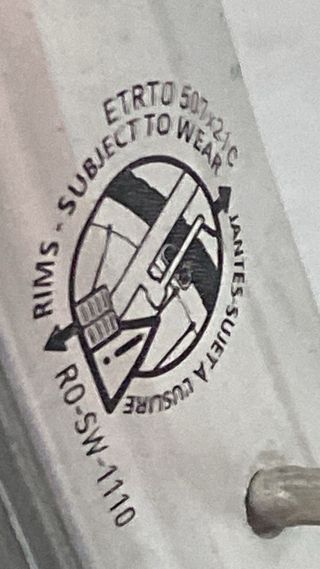 ETRTO 507x21C
RIMS - SUBJECT TO WEAR
JANTES-SUJET À L'USURE
RO-SW-1110